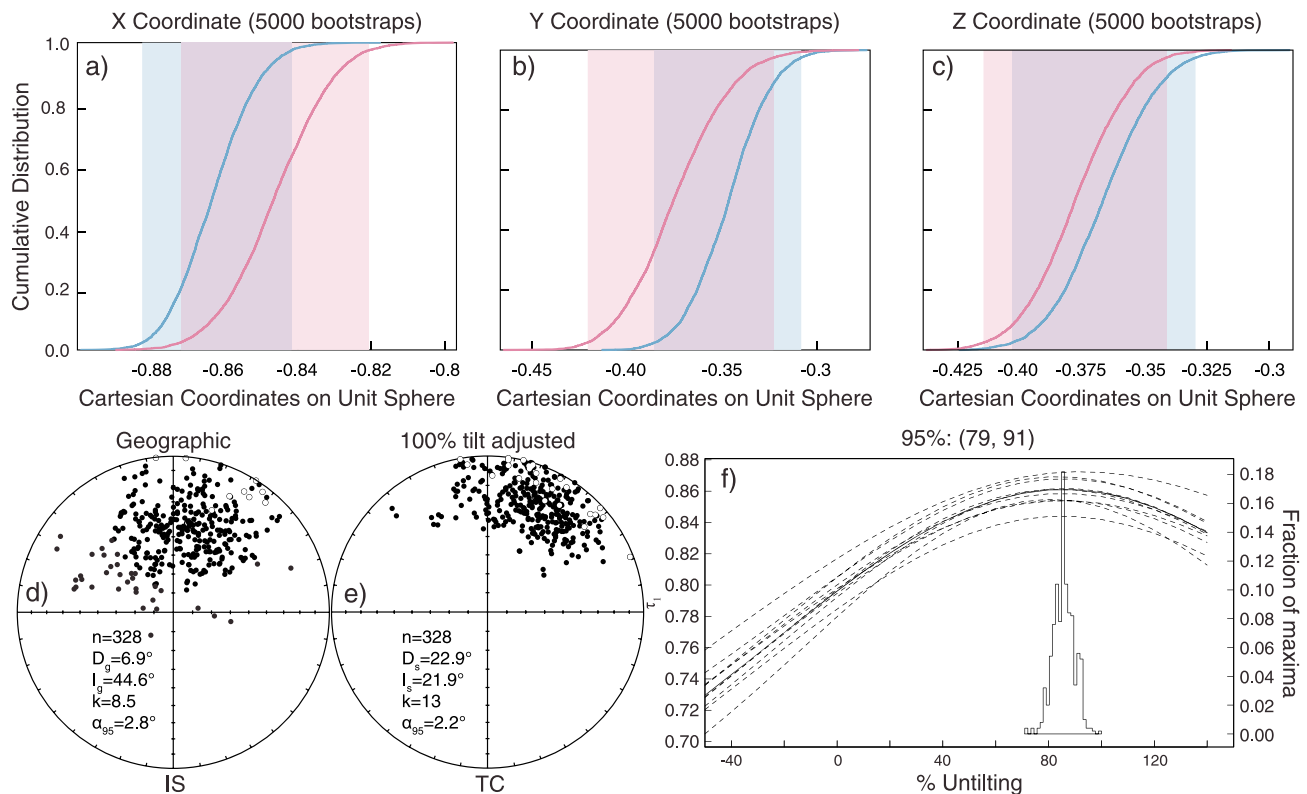 X Coordinate (5000 bootstraps)
Y Coordinate (5000 bootstraps)
Z Coordinate (5000 bootstraps)
Cumulative Distribution
1.0
0.8
0.6
0.4
0.2
0.0
a)
b)
c)
-0.88 -0.86 -0.84 -0.82 -0.8
-0.45 -0.40 -0.35 -0.3
-0.425 -0.40 -0.375 -0.35 -0.325 -0.3
Cartesian Coordinates on Unit Sphere
Cartesian Coordinates on Unit Sphere
Cartesian Coordinates on Unit Sphere
Geographic
d)
n=328
Dg=6.9°
Ig=44.6°
k=8.5
α95=2.8°
IS
100% tilt adjusted
e)
n=328
Ds=22.9°
Is=21.9°
k=13
α95=2.2°
TC
95%: (79, 91)
f)
τ1
0.88
0.86
0.84
0.82
0.80
0.78
0.76
0.74
0.72
0.70
0.18
0.16
0.14
0.12
0.10
0.08
0.06
0.04
0.02
0.00
Fraction of maxima
-40 0 40 80 120
% Untilting